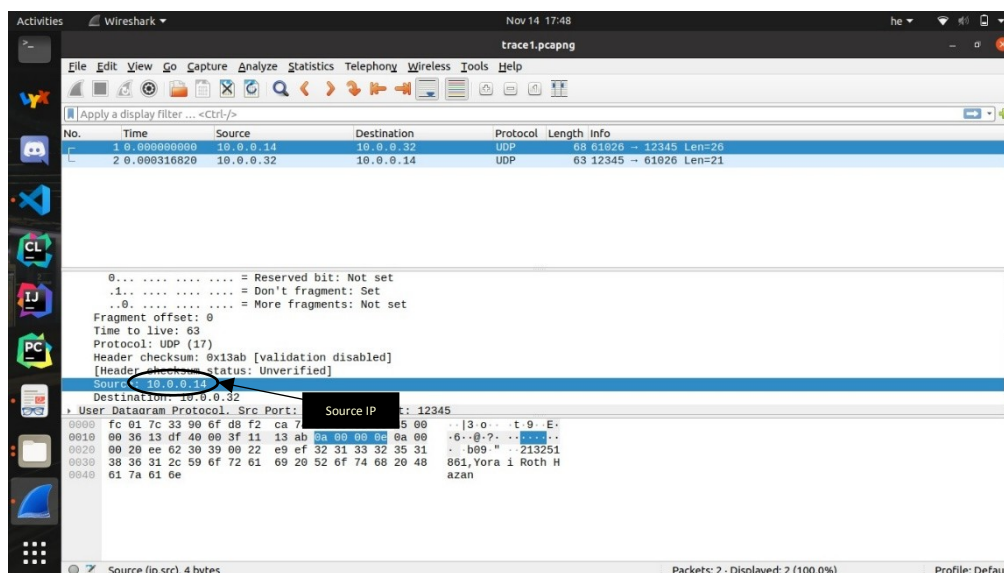 Activities Wireshark Nov 14 17:48 he
trace1.pcapng
File Edit View Go Capture Analyze Statistics Telephony Wireless Tools Help
Apply a display filter ... <Ctrl-/>
No. Time Source Destination Protocol Length Info
1 0.000000000 10.0.0.14 10.0.0.32 UDP 68 61026 → 12345 Len=26
2 0.000316820 10.0.0.32 10.0.0.14 UDP 63 12345 → 61026 Len=21
0... .... .... .... = Reserved bit: Not set
.1.. .... .... .... = Don't fragment: Set
..0. .... .... .... = More fragments: Not set
Fragment offset: 0
Time to live: 63
Protocol: UDP (17)
Header checksum: 0x13ab [validation disabled]
[Header checksum status: Unverified]
Source: 10.0.0.14
Destination: 10.0.0.32
User Datagram Protocol, Src Port: : 12345
Source IP
0000 fc 01 7c 33 90 6f d8 f2 ca 00 ··|3·o·· ·t·9··E·
0010 00 36 13 df 40 00 3f 11 13 ab 0a 00 00 0e 0a 00 ·6··@·?· ········
0020 00 20 ee 62 30 39 00 22 e9 ef 32 31 33 32 35 31 · ·b09·" ··213251
0030 38 36 31 2c 59 6f 72 61 69 20 52 6f 74 68 20 48 861,Yora i Roth H
0040 61 7a 61 6e azan
Source (ip.src), 4 bytes Packets: 2 · Displayed: 2 (100.0%) Profile: Defau
CL
IJ
PC